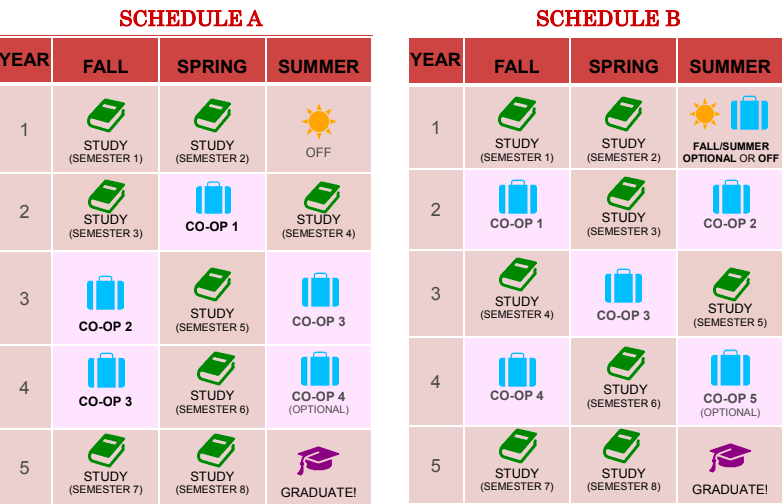 SCHEDULE A
YEAR FALL SPRING SUMMER
1
STUDY
(SEMESTER 1)
STUDY
(SEMESTER 2)
OFF
2
STUDY
(SEMESTER 3)
CO-OP 1
STUDY
(SEMESTER 4)
3
CO-OP 2
STUDY
(SEMESTER 5)
CO-OP 3
4
CO-OP 3
STUDY
(SEMESTER 6)
CO-OP 4
(OPTIONAL)
5
STUDY
(SEMESTER 7)
STUDY
(SEMESTER 8)
GRADUATE!
SCHEDULE B
YEAR FALL SPRING SUMMER
1
STUDY
(SEMESTER 1)
STUDY
(SEMESTER 2)
FALL/SUMMER
OPTIONAL OR OFF
2
CO-OP 1
STUDY
(SEMESTER 3)
CO-OP 2
3
STUDY
(SEMESTER 4)
CO-OP 3
STUDY
(SEMESTER 5)
4
CO-OP 4
STUDY
(SEMESTER 6)
CO-OP 5
(OPTIONAL)
5
STUDY
(SEMESTER 7)
STUDY
(SEMESTER 8)
GRADUATE!